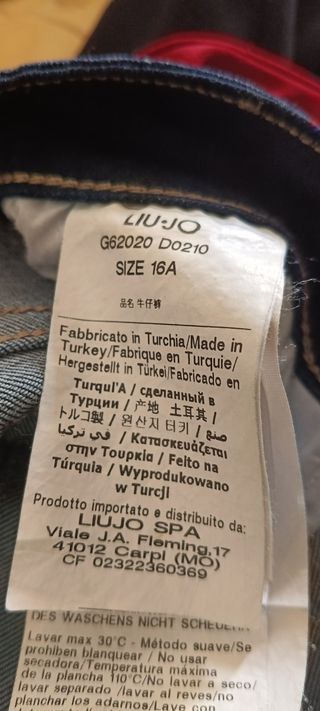 LIU·JO
G62020 D0210
SIZE 16A
品名 牛仔裤
Fabbricato in Turchia/Made in
Turkey/Fabrique en Turquie/
Hergestellt in Türkei/Fabricado en
Turquı'A / сделанный в
Турции / 产地 土耳其 /
トルコ製 / 원산지 터키 / صنع
في تركيا / Κατασκευάζεται
στην Τουρκία / Feito na
Túrquia / Wyprodukowano
w Turcji
Prodotto importato e distribuito da:
LIUJO SPA
Viale J.A. Fleming,17
41012 Carpi (MO)
CF 02322360369
DES WASCHENS NICHT SCHEUERN
Lavar max 30°C - Método suave/Se
prohiben blanquear / No usar
secadora/Temperatura máxima
de la plancha 110°C/No lavar a seco/
lavar separado /lavar al reves/no
planchar los adornos/Lave con